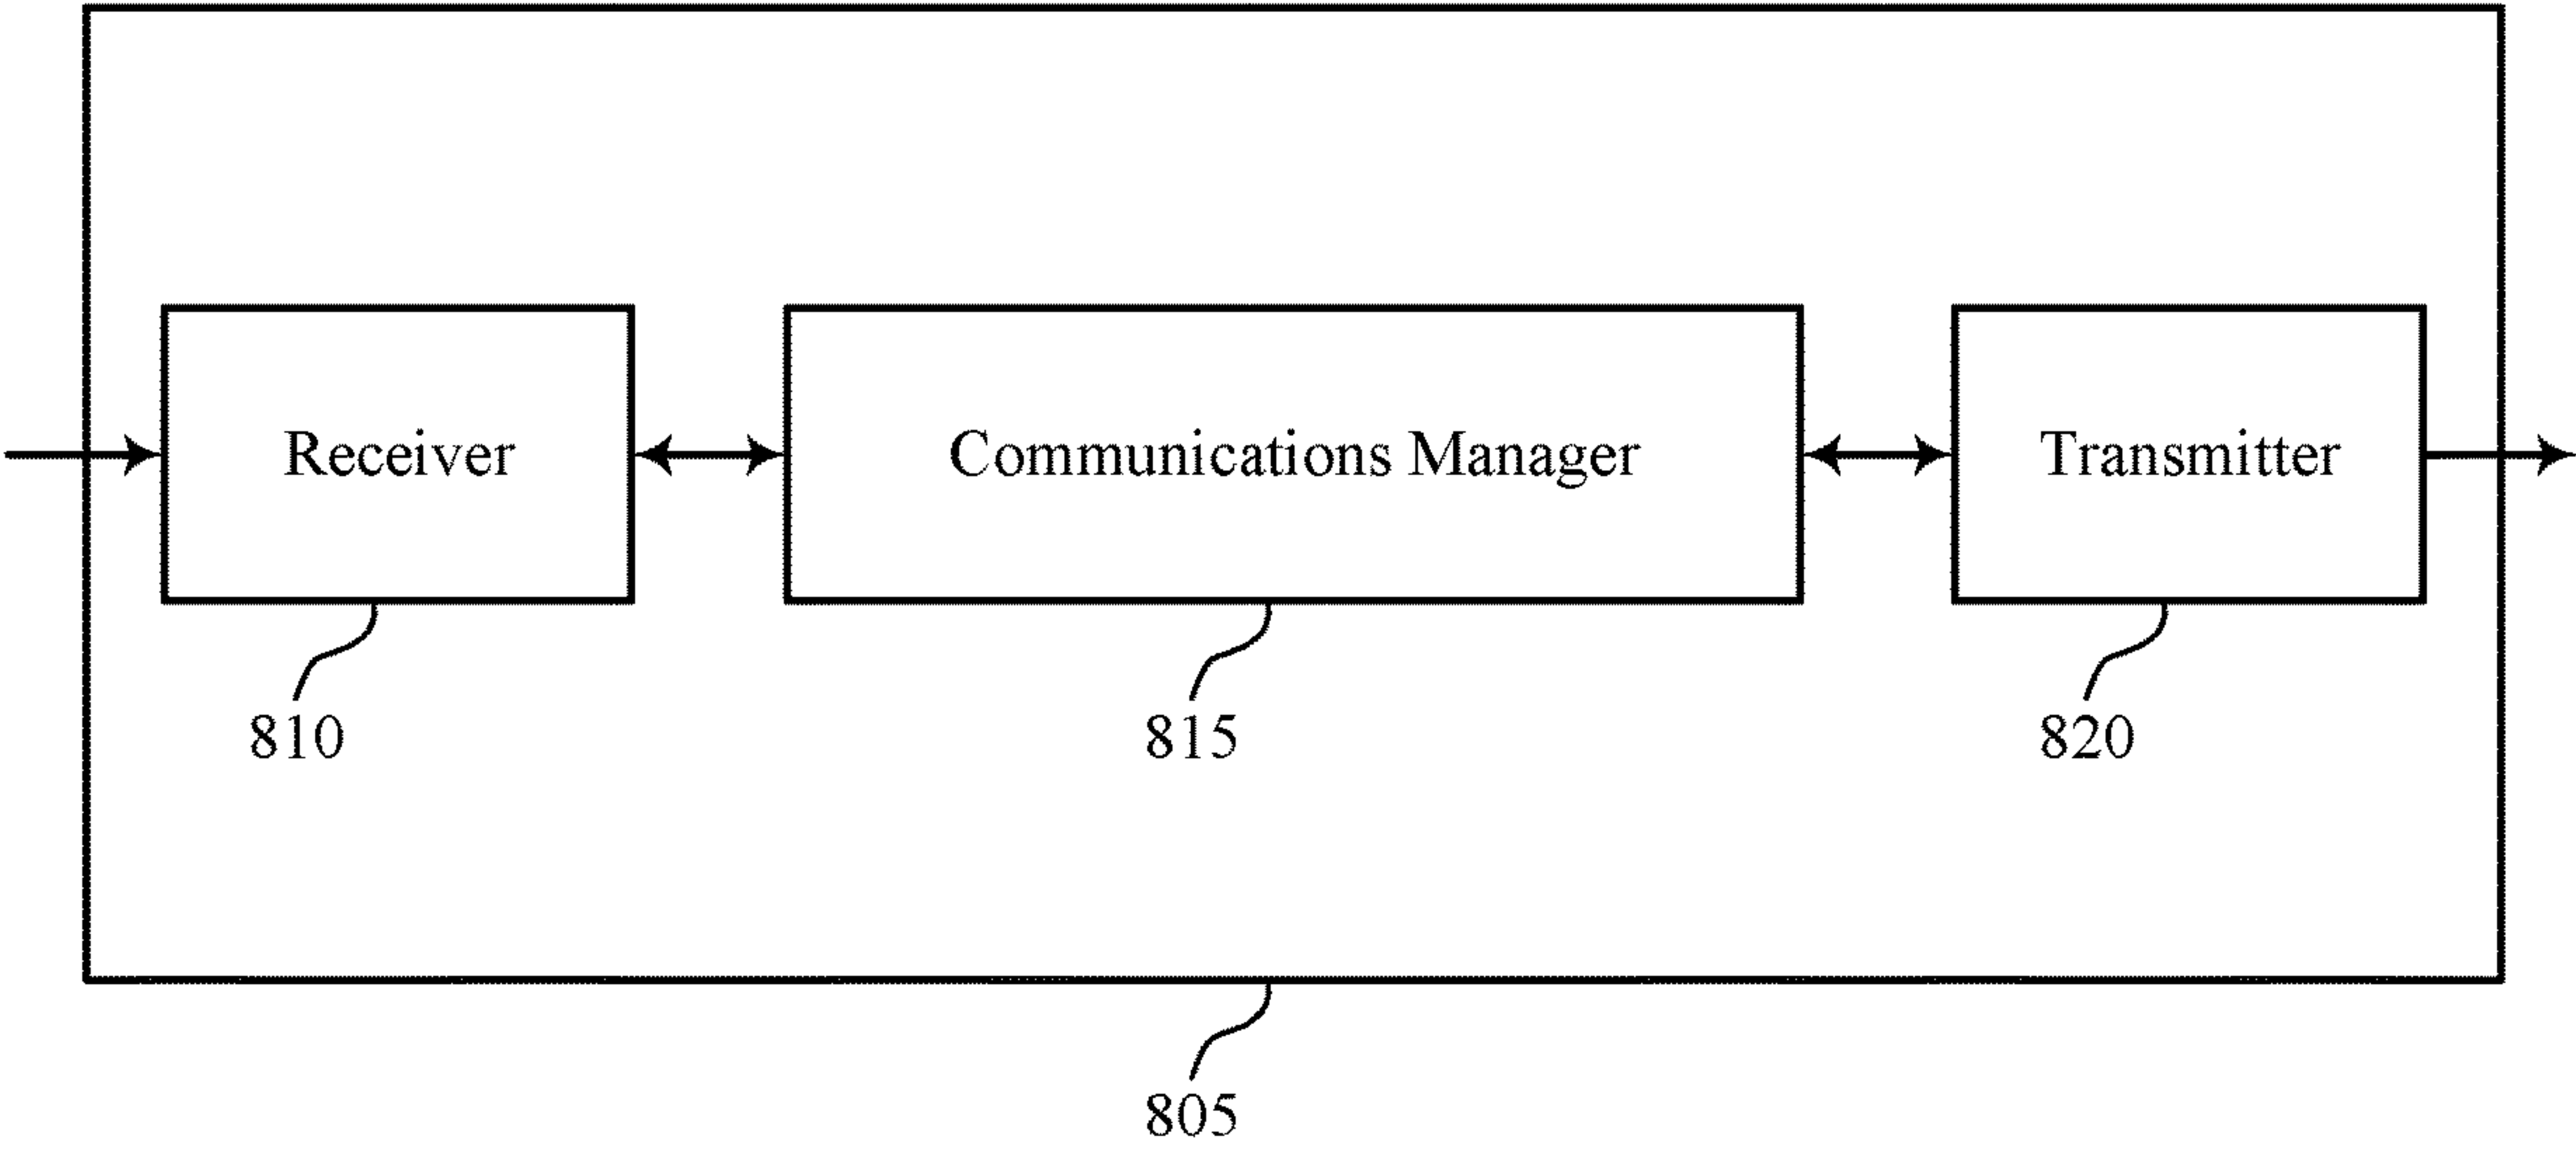 Receiver
Communications Manager
Transmitter
810
815
820
805